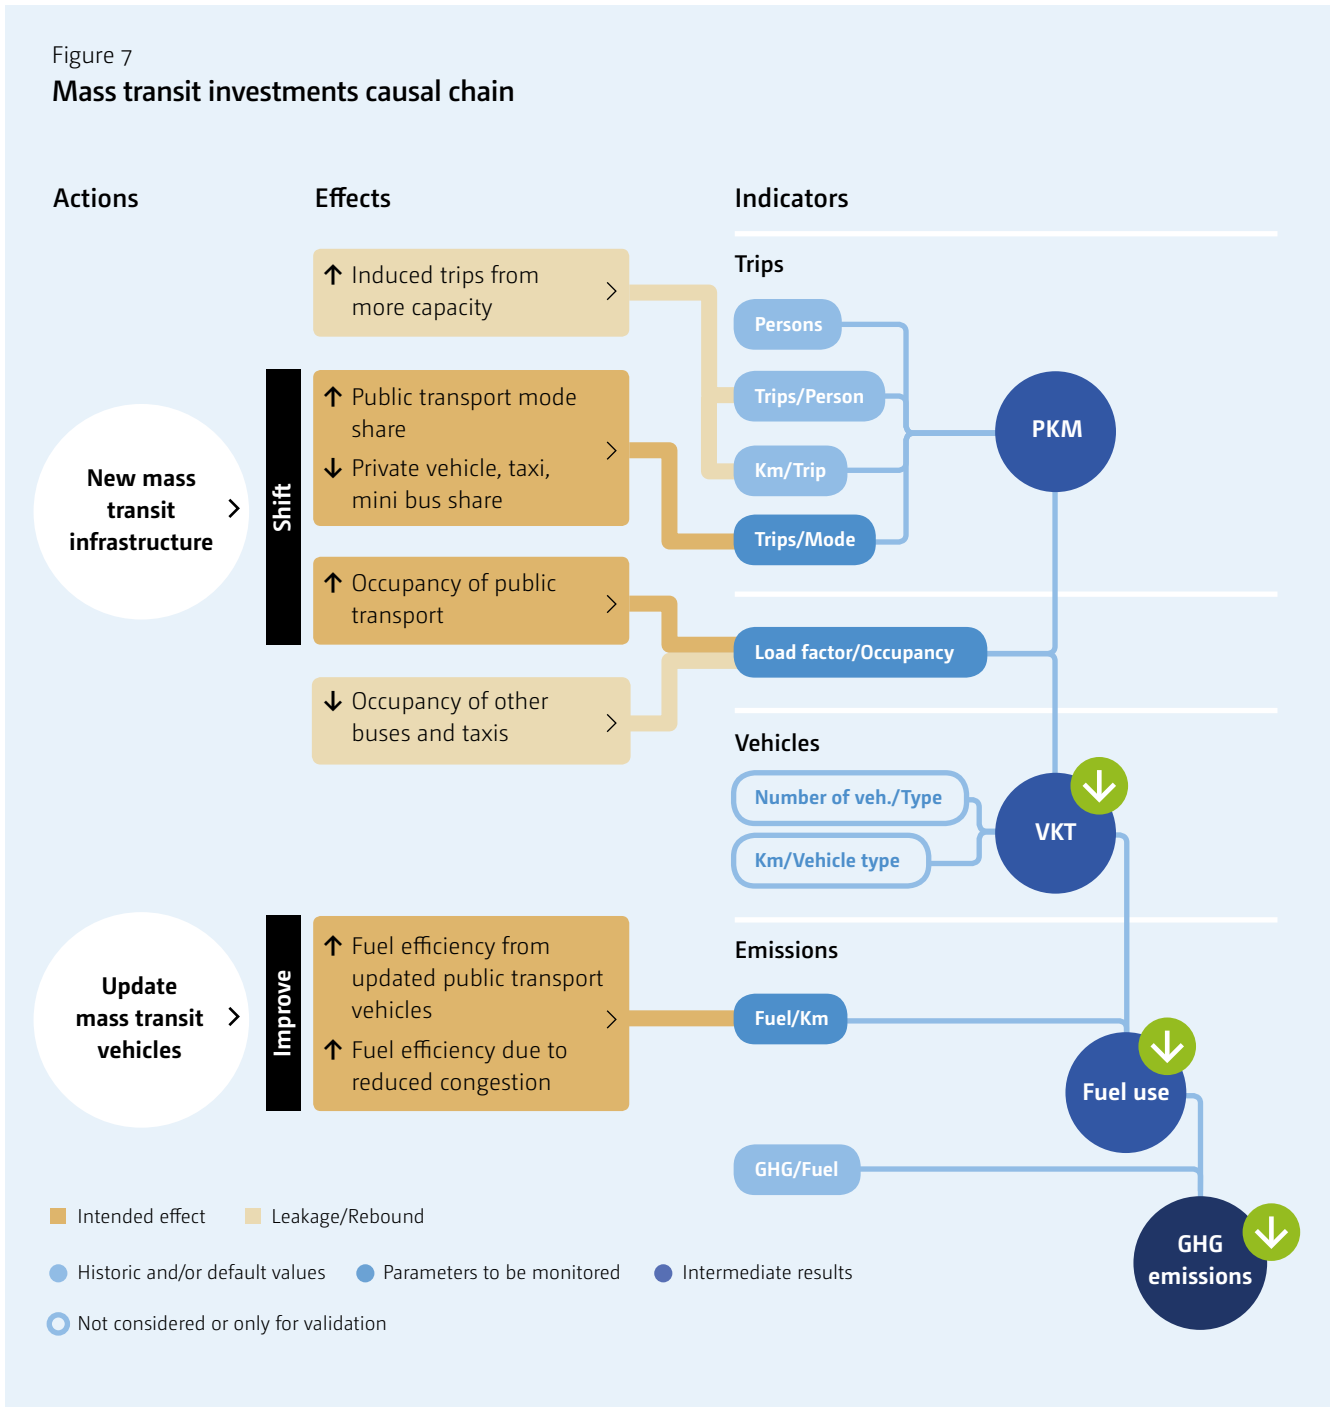 Figure 7
Mass transit investments causal chain
Actions
Effects
Indicators
New mass
transit
infrastructure
Shift
Induced trips from
more capacity
Public transport mode
share
Private vehicle, taxi,
mini bus share
Occupancy of public
transport
Occupancy of other
buses and taxis
Trips
Persons
Trips/Person
Km/Trip
Trips/Mode
PKM
Load factor/Occupancy
Vehicles
Number of veh./Type
Km/Vehicle type
VKT
Update
mass transit
vehicles
Improve
Fuel efficiency from
updated public transport
vehicles
Fuel efficiency due to
reduced congestion
Emissions
Fuel/Km
Fuel use
GHG/Fuel
GHG
emissions
Intended effect
Leakage/Rebound
Historic and/or default values
Parameters to be monitored
Intermediate results
Not considered or only for validation